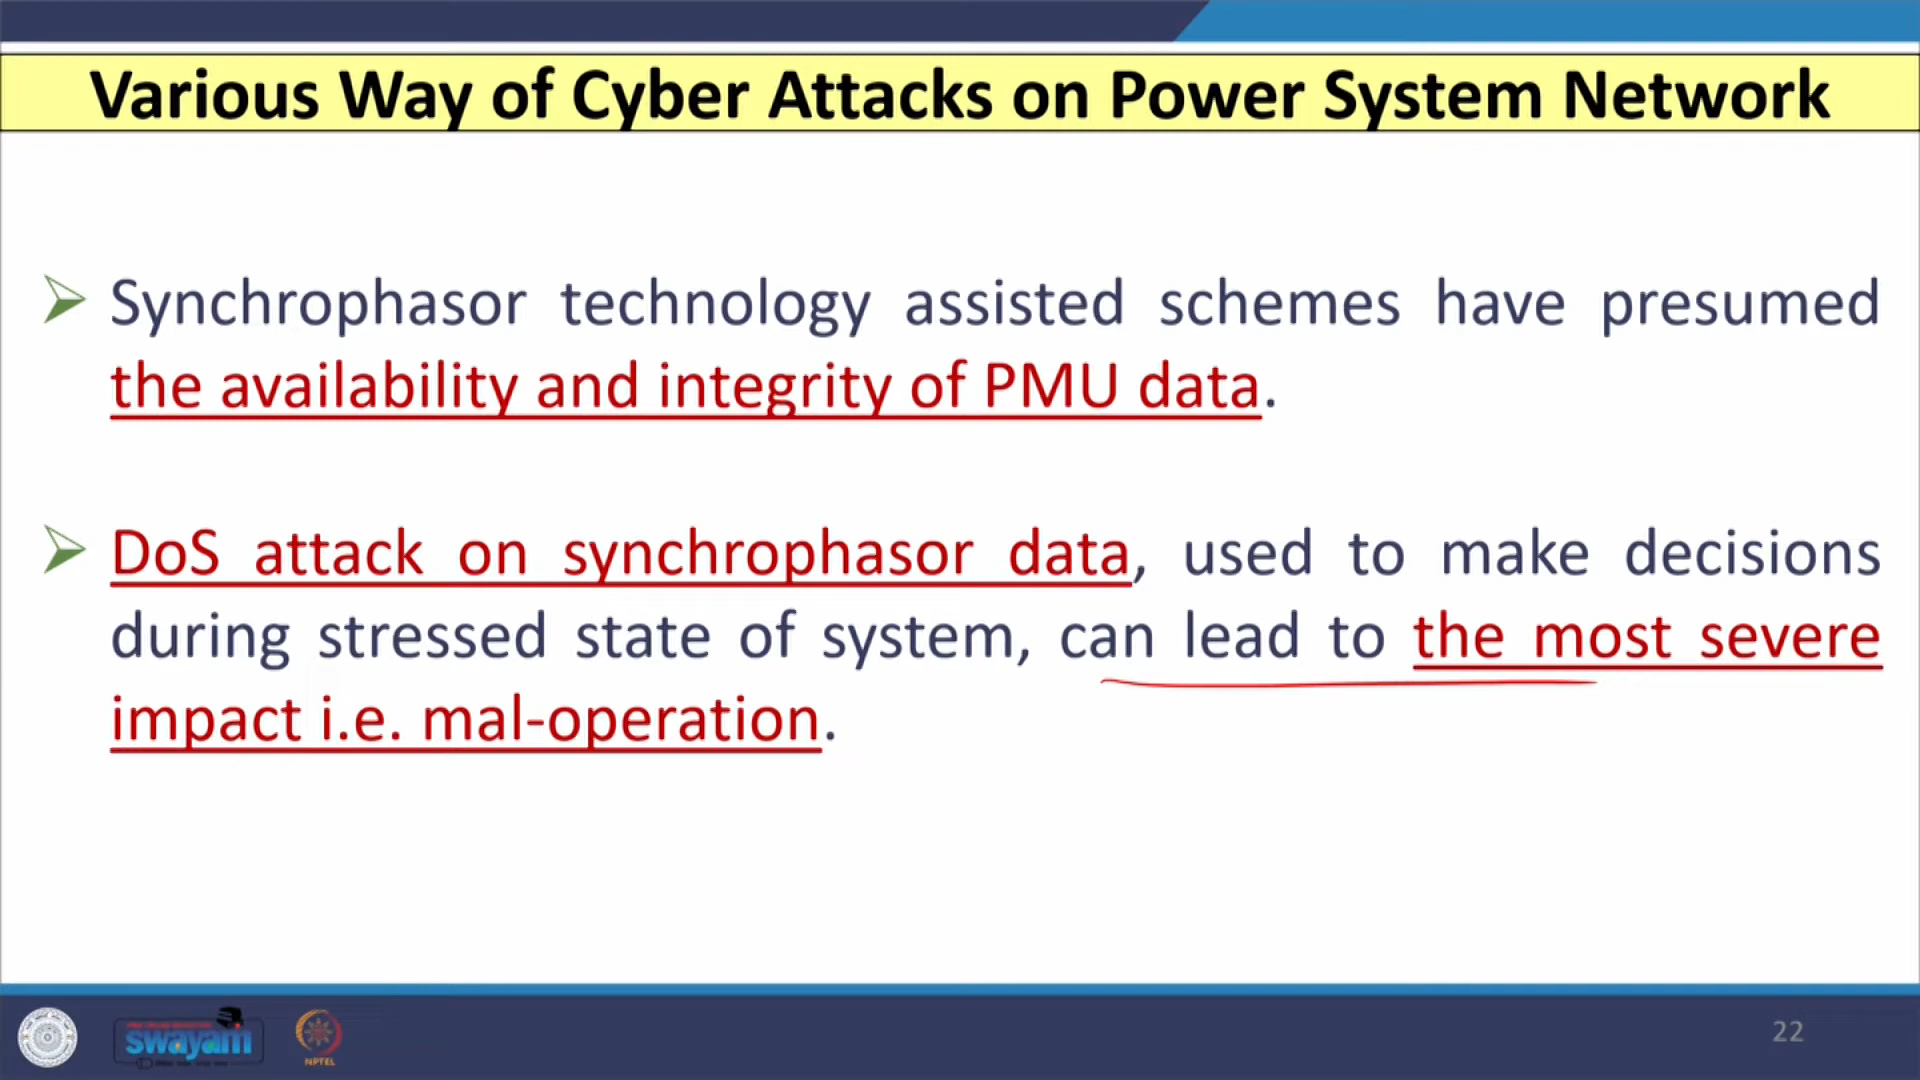 Various Way of Cyber Attacks on Power System Network
Synchrophasor technology assisted schemes have presumed
the availability and integrity of PMU data.
DoS attack on synchrophasor data, used to make decisions
during stressed state of system, can lead to the most severe
impact i.e. mal-operation.
swayam
NPTEL
22